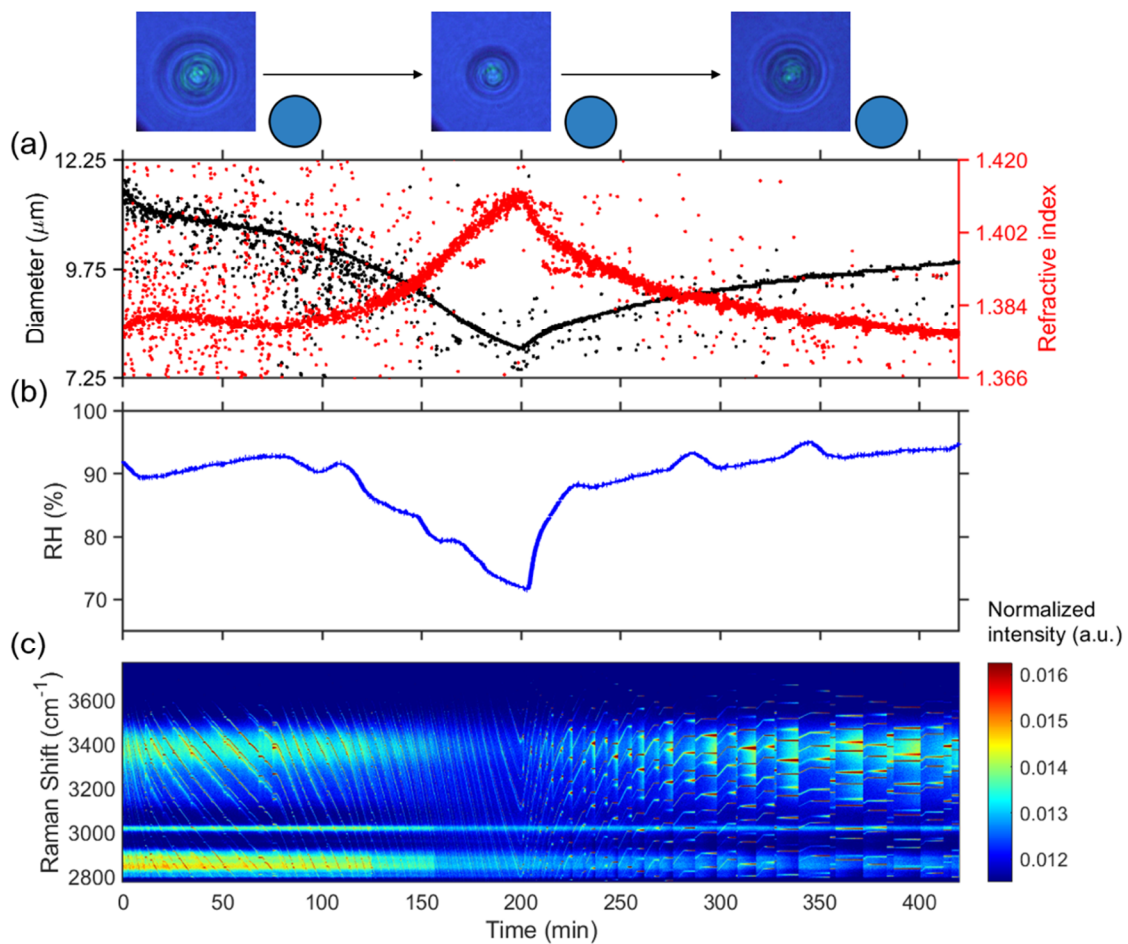 (a)
12.25
9.75
7.25
Diameter (μm)
1.420
1.402
1.384
1.366
Refractive index
(b)
100
90
80
70
RH (%)
(c)
3600
3400
3200
3000
2800
Raman Shift (cm⁻¹)
0 50 100 150 200 250 300 350 400
Time (min)
Normalized
intensity (a.u.)
0.016
0.015
0.014
0.013
0.012